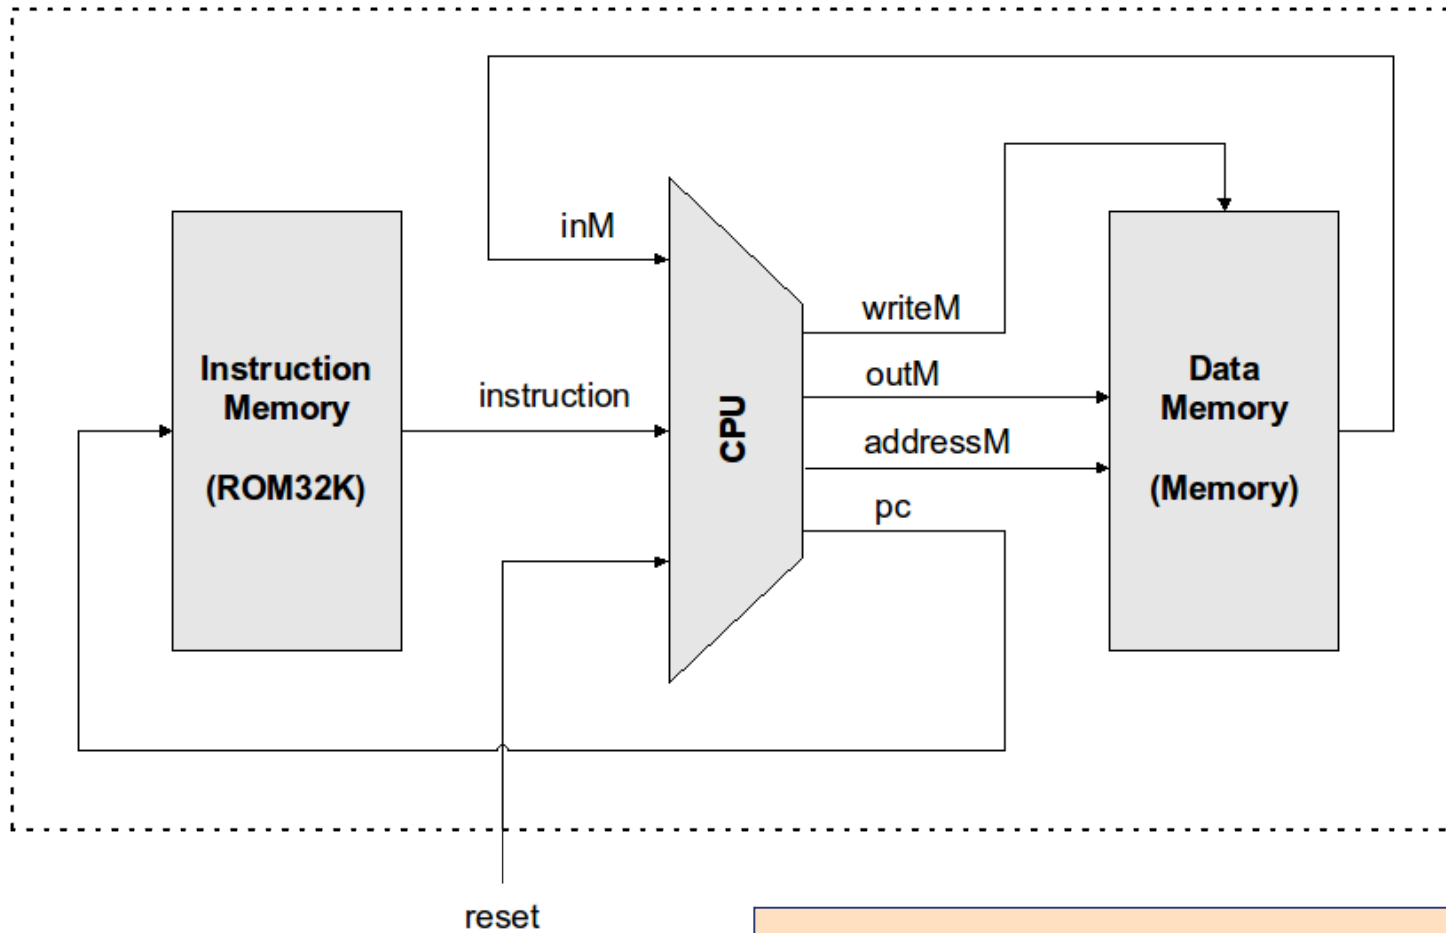 inM
writeM
Instruction
Memory
(ROM32K)
instruction
CPU
outM
addressM
pc
Data
Memory
(Memory)
reset